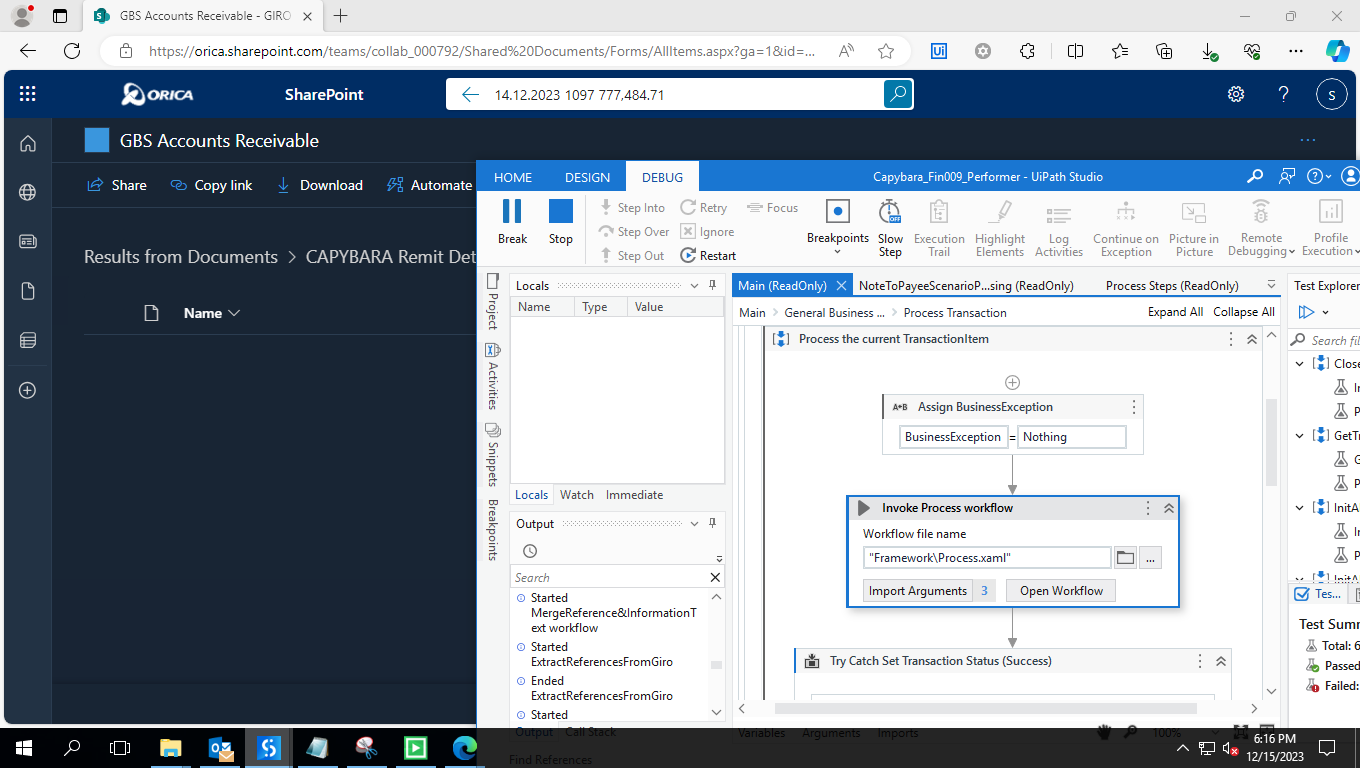 GBS Accounts Receivable - GIRO
https://orica.sharepoint.com/teams/collab_000792/Shared%20Documents/Forms/AllItems.aspx?ga=1&id=...
ORICA
SharePoint
14.12.2023 1097 777,484.71
S
GBS Accounts Receivable
Share
Copy link
Download
Automate
Results from Documents > CAPYBARA Remit Det
Name
HOME
DESIGN
DEBUG
Capybara_Fin009_Performer - UiPath Studio
Break
Stop
Step Into
Step Over
Step Out
Retry
Ignore
Restart
Focus
Breakpoints
Slow Step
OFF
Execution Trail
Highlight Elements
Log Activities
Continue on Exception
Picture in Picture
Remote Debugging
Profile Execution
Project
Activities
Snippets
Breakpoints
Locals
Name
Type
Value
Locals
Watch
Immediate
Output
Search
Started
MergeReference&InformationT
ext workflow
Started
ExtractReferencesFromGiro
Ended
ExtractReferencesFromGiro
Started
Output
Call Stack
Find References
Main (ReadOnly)
NoteToPayeeScenarioP...sing (ReadOnly)
Process Steps (ReadOnly)
Main > General Business ... > Process Transaction
Expand All
Collapse All
Process the current TransactionItem
A+B
Assign BusinessException
BusinessException = Nothing
Invoke Process workflow
Workflow file name
"Framework\Process.xaml"
...
Import Arguments 3
Open Workflow
Try Catch Set Transaction Status (Success)
Variables
Arguments
Imports
100%
Test Explorer
Search fil
Close
In
P
GetTr
G
P
InitA
In
P
InitA
Tes...
Test Summ
Total: 6
Passed
Failed:
6:16 PM
12/15/2023